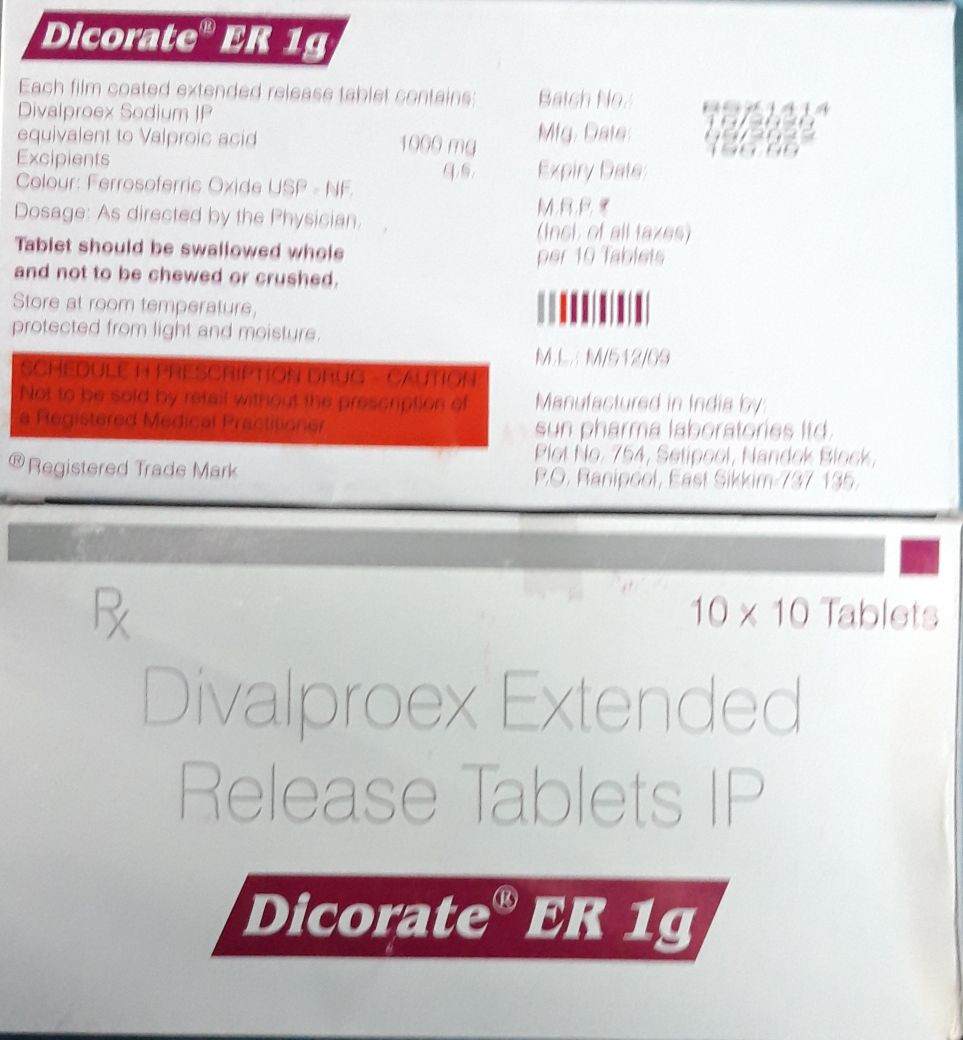 Dicorate® ER 1g
Each film coated extended release tablet contains:
Divalproex Sodium IP
equivalent to Valproic acid 1000 mg
Excipients q.s.
Colour: Ferrosoferric Oxide USP - NF.
Dosage: As directed by the Physician.
Tablet should be swallowed whole
and not to be chewed or crushed.
Store at room temperature,
protected from light and moisture.
SCHEDULE H PRESCRIPTION DRUG - CAUTION
Not to be sold by retail without the prescription of
a Registered Medical Practitioner
® Registered Trade Mark
Batch No.:
Mfg. Date: 10/2020
Expiry Date:
M.R.P. ₹
(Incl. of all taxes)
per 10 Tablets
M.L.: M/512/09
Manufactured in India by:
sun pharma laboratories ltd.
Plot No. 754, Setipool, Nandok Block,
P.O. Ranipool, East Sikkim-737 135.
Rx
10 x 10 Tablets
Divalproex Extended
Release Tablets IP
Dicorate® ER 1g